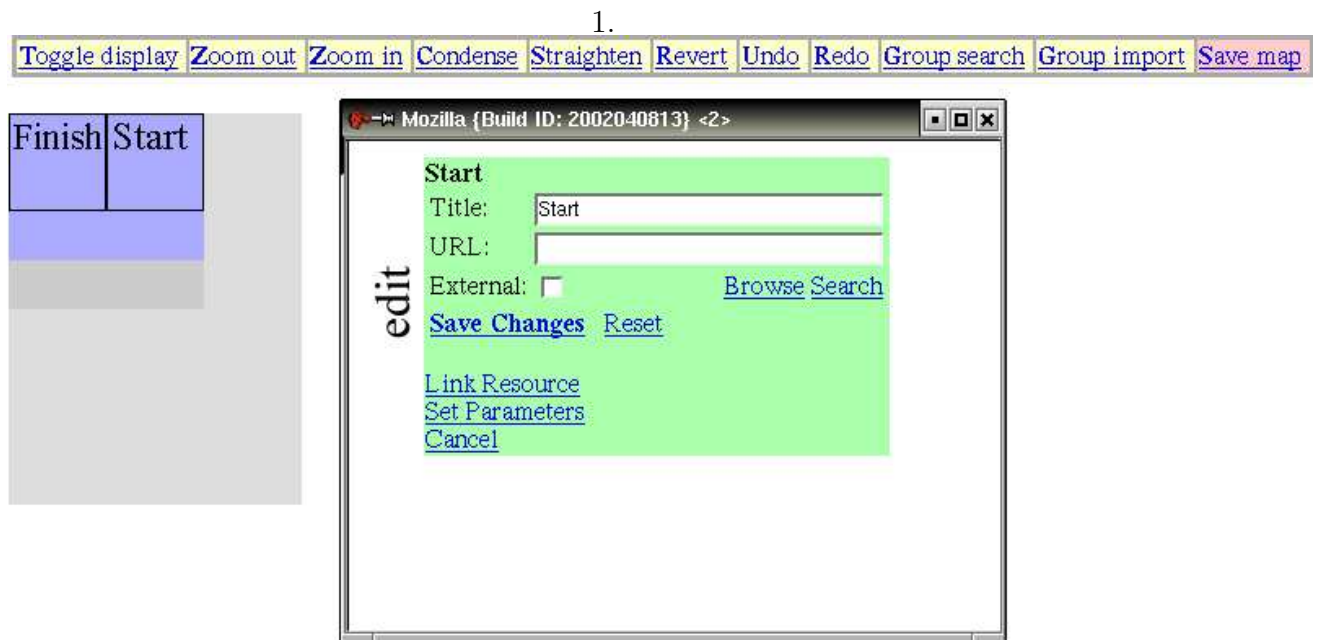 1.
Toggle display Zoom out Zoom in Condense Straighten Revert Undo Redo Group search Group import Save map
Finish Start
Mozilla {Build ID: 2002040813} <2>
edit
Start
Title: Start
URL:
External: Browse Search
Save Changes Reset
Link Resource
Set Parameters
Cancel